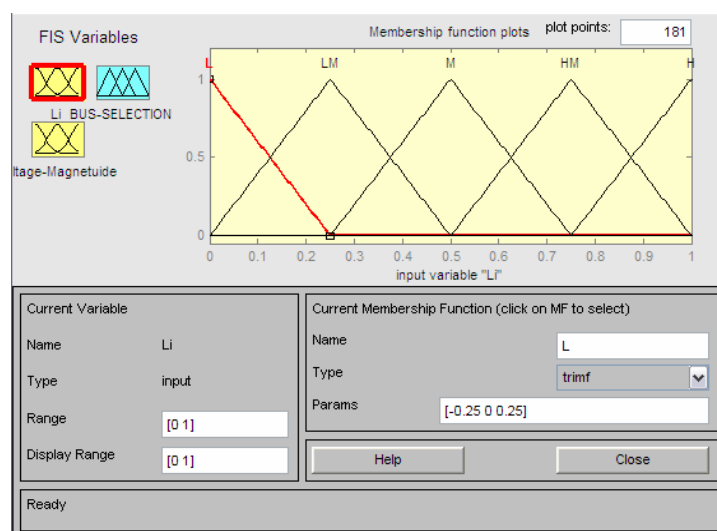 FIS Variables
Membership function plots
plot points: 181
L LM M HM H
Li BUS-SELECTION
ltage-Magnetuide
1
0.5
0
0 0.1 0.2 0.3 0.4 0.5 0.6 0.7 0.8 0.9 1
input variable "Li"
Current Variable
Name Li
Type input
Range [0 1]
Display Range [0 1]
Current Membership Function (click on MF to select)
Name L
Type trimf
Params [-0.25 0 0.25]
Help Close
Ready